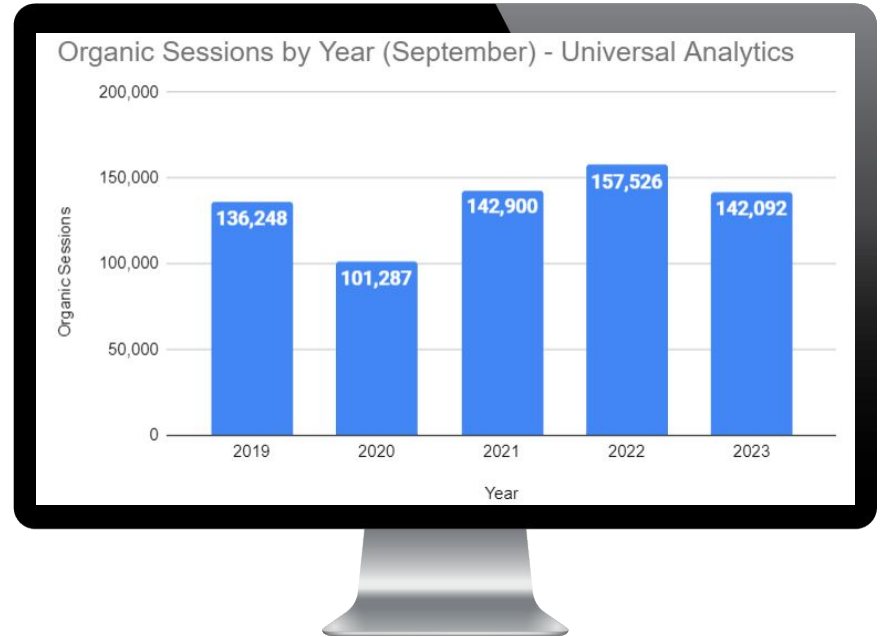 Organic Sessions by Year (September) - Universal Analytics
200,000
150,000
100,000
50,000
0
Organic Sessions
136,248
101,287
142,900
157,526
142,092
2019 2020 2021 2022 2023
Year